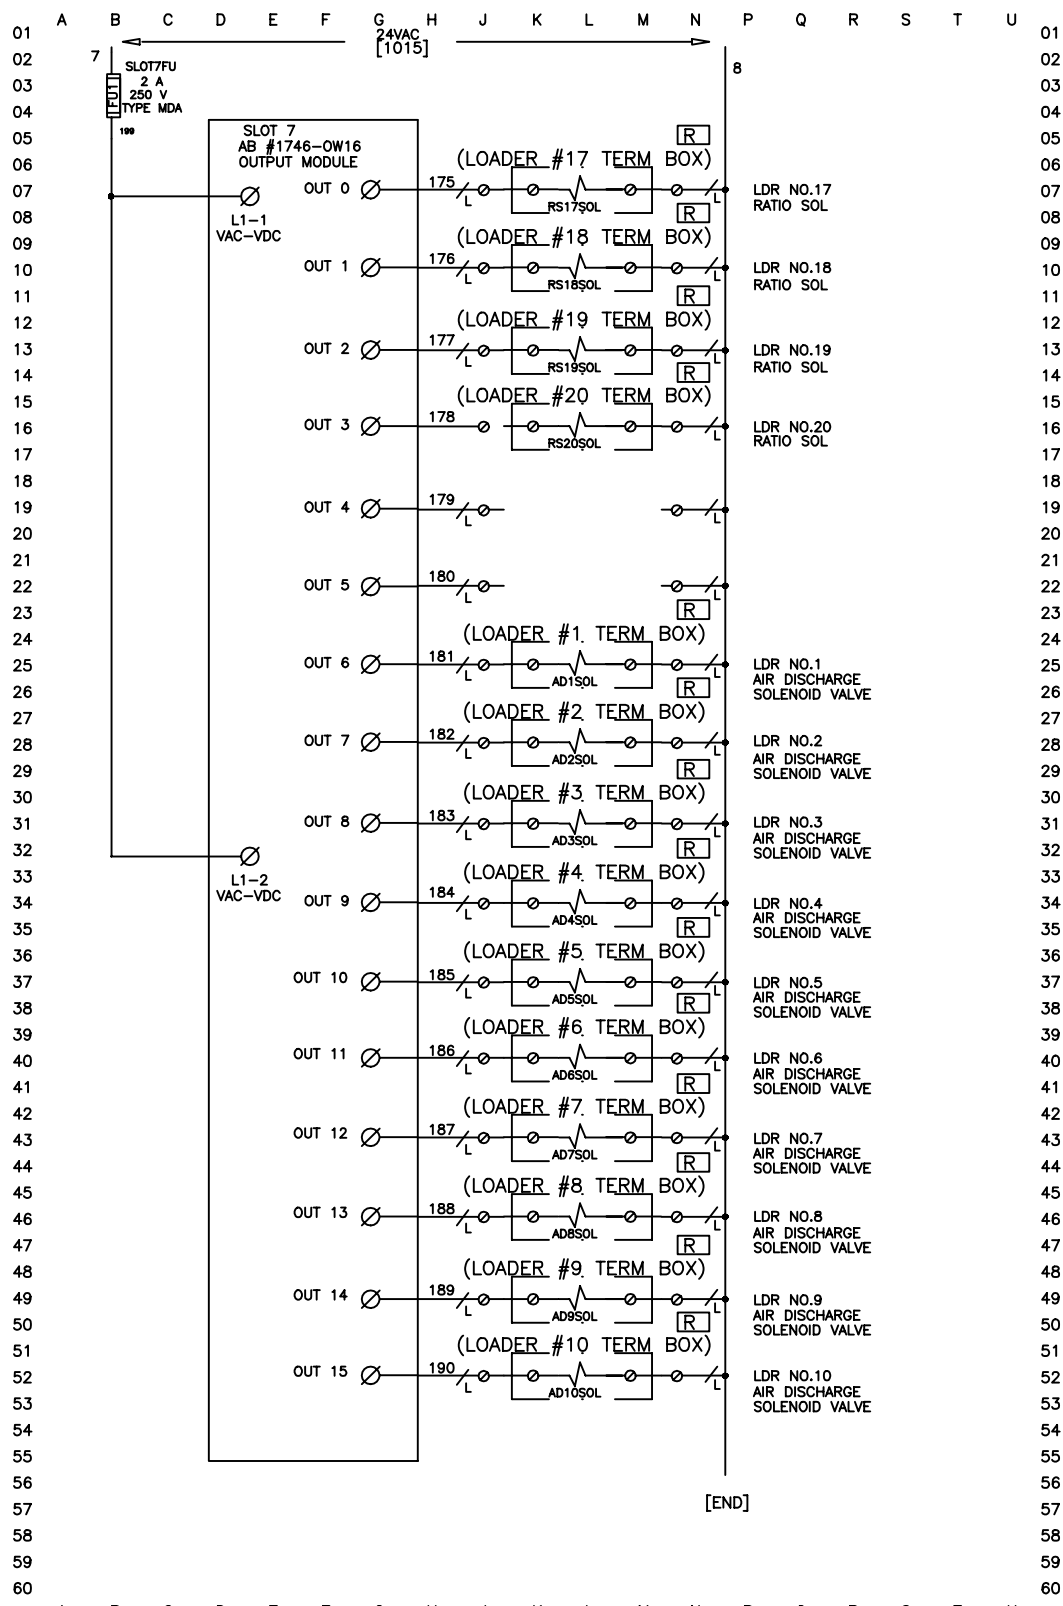 A B C D E F G H J K L M N P Q R S T U
01 24VAC 01
[1015]
02 7 8 02
SLOT7FU
03 2 A 03
250 V
FU1
04 TYPE MDA 04
199
05 SLOT 7 R 05
AB #1746-OW16
06 OUTPUT MODULE (LOADER #17 TERM BOX) 06
07 OUT 0 175 L L LDR NO.17 07
RS17SOL RATIO SOL
08 L1-1 R 08
VAC-VDC
09 (LOADER #18 TERM BOX) 09
10 OUT 1 176 L L LDR NO.18 10
RS18SOL RATIO SOL
11 R 11
12 (LOADER #19 TERM BOX) 12
13 OUT 2 177 L L LDR NO.19 13
RS19SOL RATIO SOL
14 R 14
15 (LOADER #20 TERM BOX) 15
16 OUT 3 178 L LDR NO.20 16
RS20SOL RATIO SOL
17 17
18 18
19 OUT 4 179 L L 19
20 20
21 21
22 OUT 5 180 L L 22
23 R 23
24 (LOADER #1 TERM BOX) 24
25 OUT 6 181 L L LDR NO.1 25
AD1SOL AIR DISCHARGE
26 R SOLENOID VALVE 26
27 (LOADER #2 TERM BOX) 27
28 OUT 7 182 L L LDR NO.2 28
AD2SOL AIR DISCHARGE
29 R SOLENOID VALVE 29
30 (LOADER #3 TERM BOX) 30
31 OUT 8 183 L L LDR NO.3 31
AD3SOL AIR DISCHARGE
32 R SOLENOID VALVE 32
33 L1-2 (LOADER #4 TERM BOX) 33
VAC-VDC
34 OUT 9 184 L L LDR NO.4 34
AD4SOL AIR DISCHARGE
35 R SOLENOID VALVE 35
36 (LOADER #5 TERM BOX) 36
37 OUT 10 185 L L LDR NO.5 37
AD5SOL AIR DISCHARGE
38 R SOLENOID VALVE 38
39 (LOADER #6 TERM BOX) 39
40 OUT 11 186 L L LDR NO.6 40
AD6SOL AIR DISCHARGE
41 R SOLENOID VALVE 41
42 (LOADER #7 TERM BOX) 42
43 OUT 12 187 L L LDR NO.7 43
AD7SOL AIR DISCHARGE
44 R SOLENOID VALVE 44
45 (LOADER #8 TERM BOX) 45
46 OUT 13 188 L L LDR NO.8 46
AD8SOL AIR DISCHARGE
47 R SOLENOID VALVE 47
48 (LOADER #9 TERM BOX) 48
49 OUT 14 189 L L LDR NO.9 49
AD9SOL AIR DISCHARGE
50 R SOLENOID VALVE 50
51 (LOADER #10 TERM BOX) 51
52 OUT 15 190 L L LDR NO.10 52
AD10SOL AIR DISCHARGE
53 SOLENOID VALVE 53
54 54
55 55
56 56
57 [END] 57
58 58
59 59
60 60